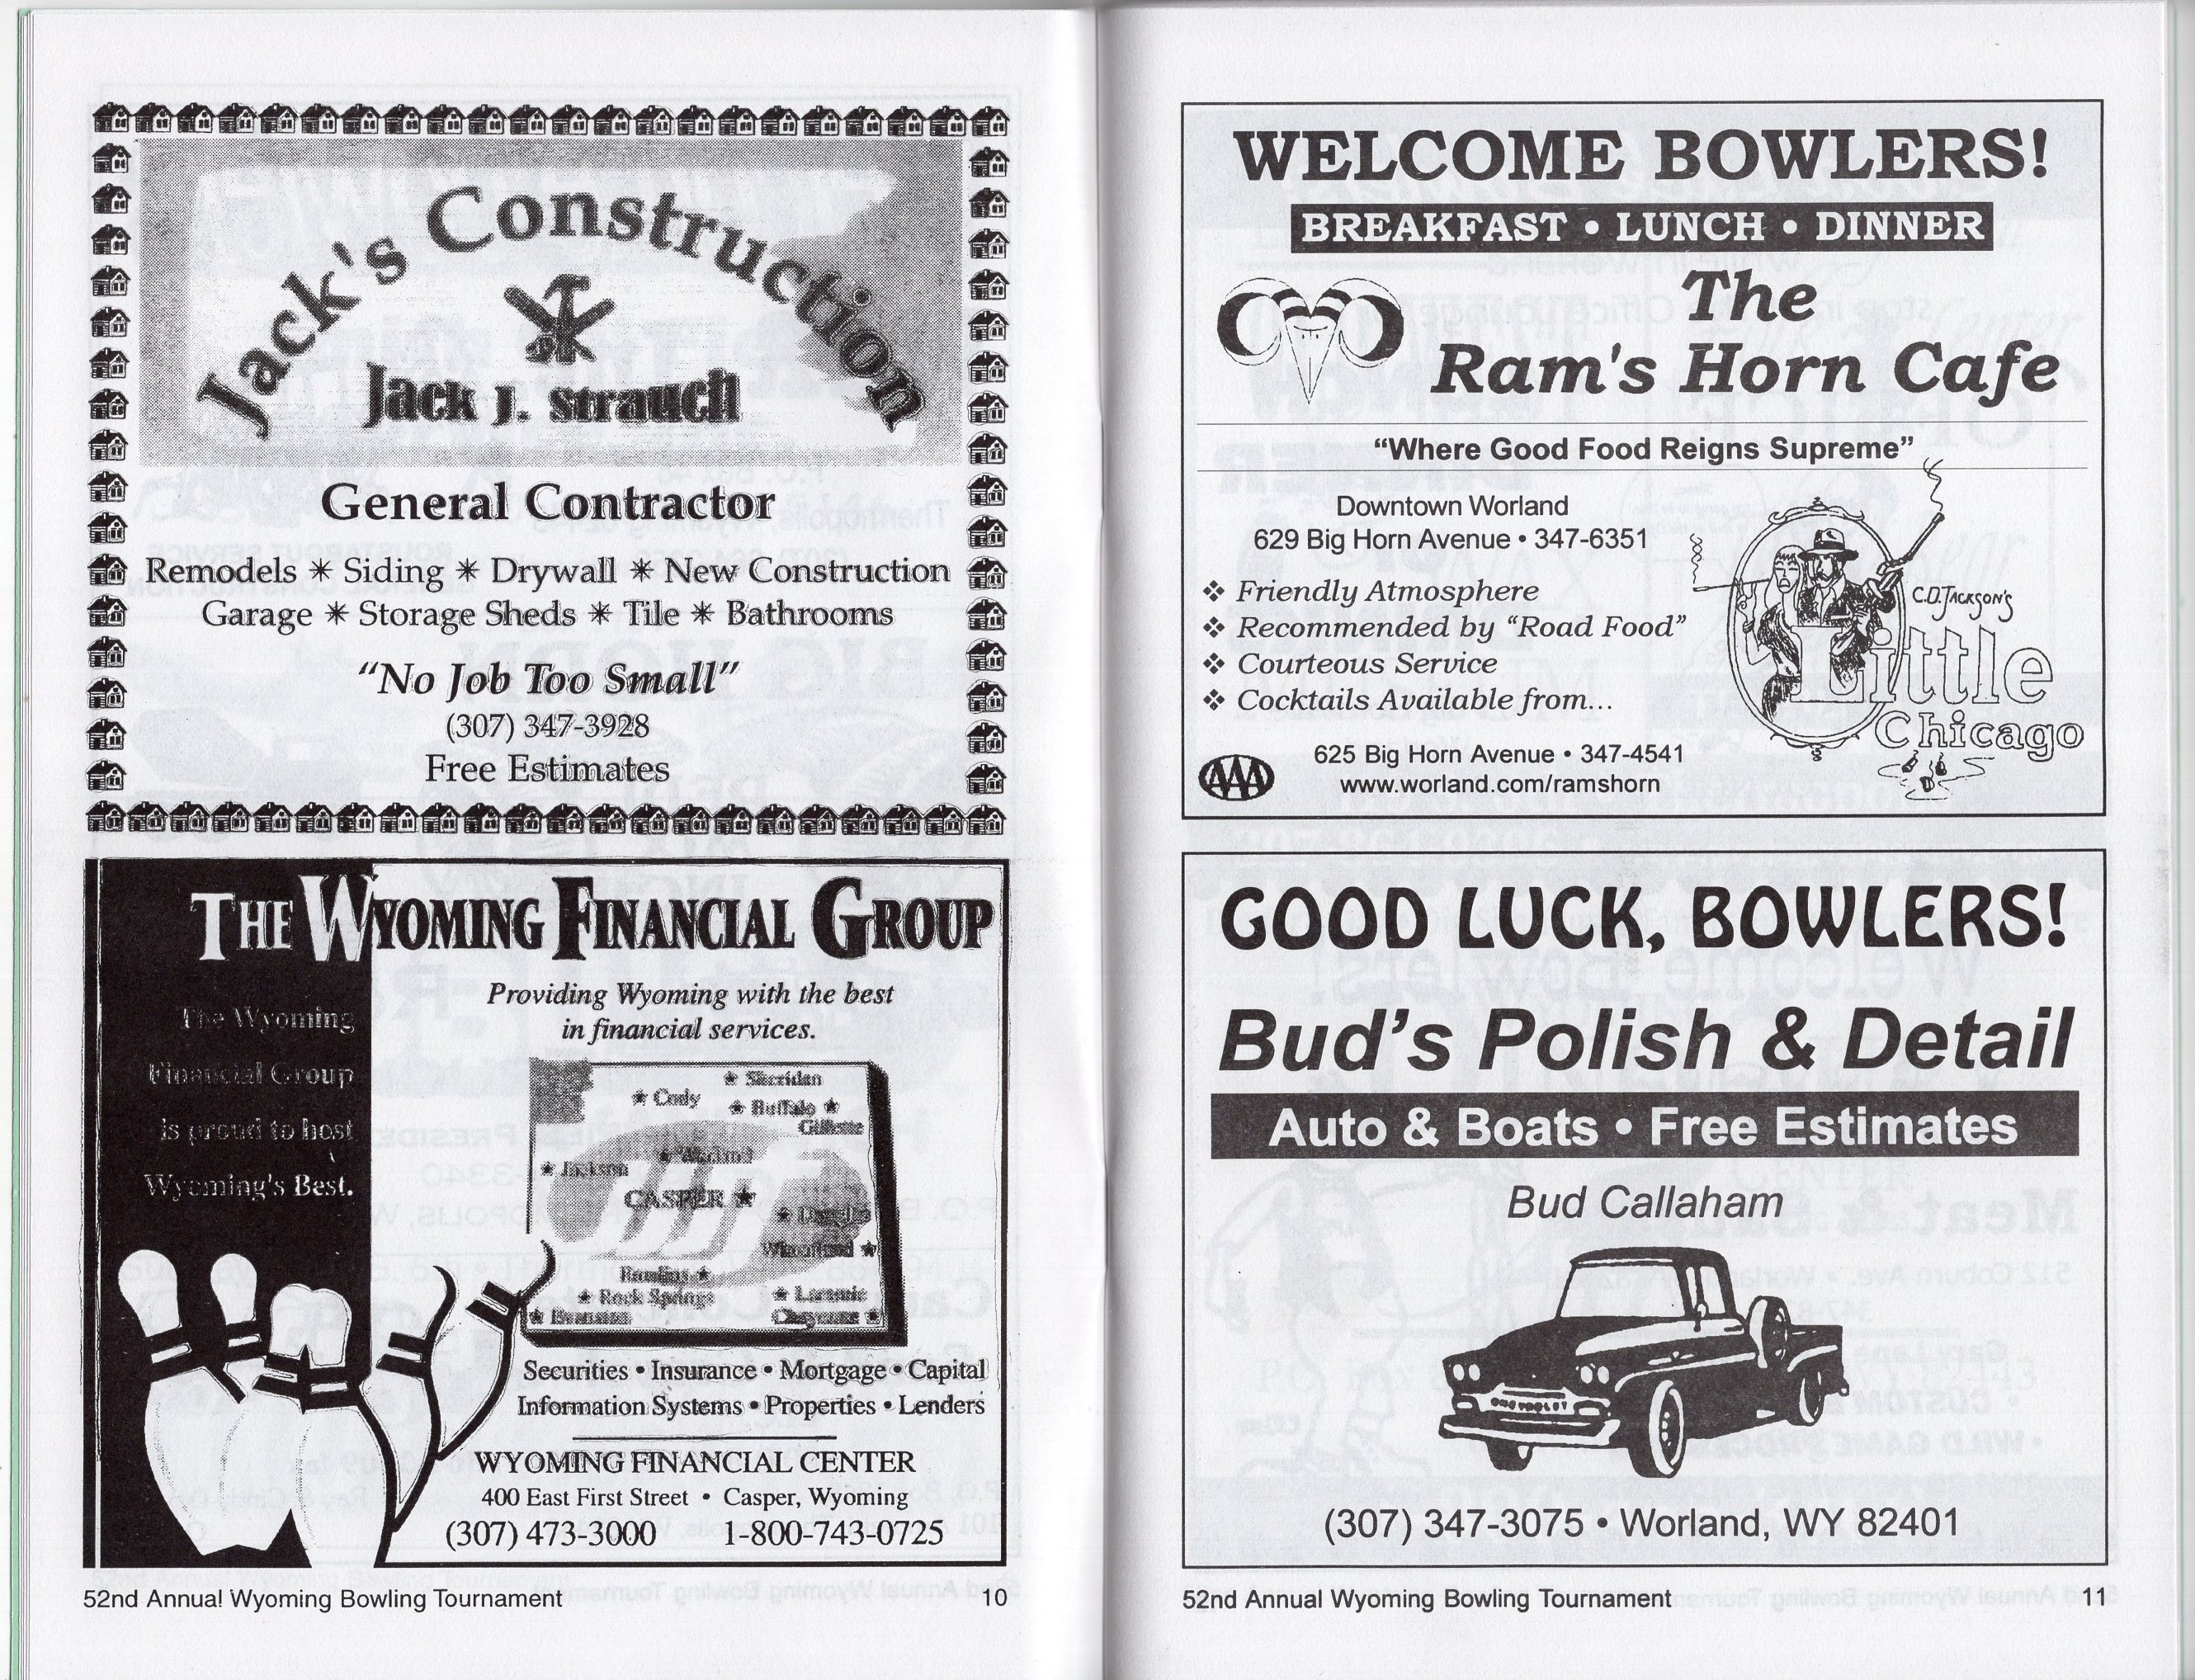 Jack's Construction
Jack J. Strauch
General Contractor
Remodels ✳ Siding ✳ Drywall ✳ New Construction
Garage ✳ Storage Sheds ✳ Tile ✳ Bathrooms
“No Job Too Small”
(307) 347-3928
Free Estimates
THE WYOMING FINANCIAL GROUP
The Wyoming
Financial Group
is proud to host
Wyoming's Best.
Providing Wyoming with the best
in financial services.
★ Sheridan
★ Cody
★ Buffalo ★
Gillette
★ Worland
★ Jackson
CASPER ★
★ Douglas
Wheatland ★
Rawlins ★
★ Rock Springs
★ Laramie
★ Evanston
Cheyenne ★
Securities • Insurance • Mortgage • Capital
Information Systems • Properties • Lenders
WYOMING FINANCIAL CENTER
400 East First Street • Casper, Wyoming
(307) 473-3000 1-800-743-0725
52nd Annual Wyoming Bowling Tournament 10
WELCOME BOWLERS!
BREAKFAST • LUNCH • DINNER
The
Ram's Horn Cafe
“Where Good Food Reigns Supreme”
Downtown Worland
629 Big Horn Avenue • 347-6351
❖ Friendly Atmosphere
❖ Recommended by “Road Food”
❖ Courteous Service
❖ Cocktails Available from...
C.D. JACKSON'S
Little
Chicago
AAA
625 Big Horn Avenue • 347-4541
www.worland.com/ramshorn
GOOD LUCK, BOWLERS!
Bud’s Polish & Detail
Auto & Boats • Free Estimates
Bud Callaham
CHEVROLET
(307) 347-3075 • Worland, WY 82401
52nd Annual Wyoming Bowling Tournament 11